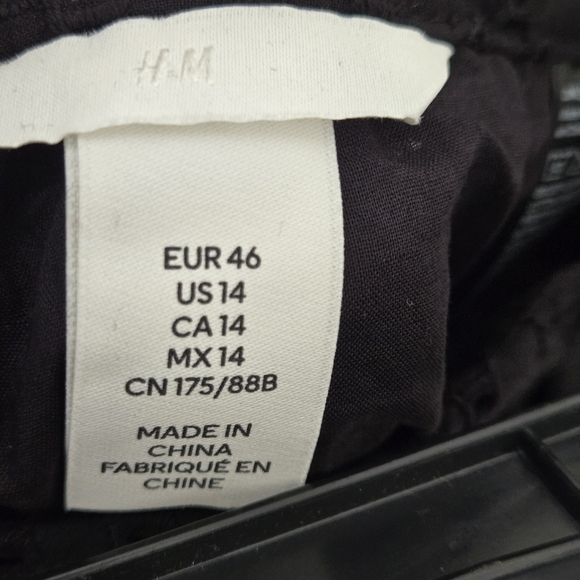 H&M
EUR 46
US 14
CA 14
MX 14
CN 175/88B
MADE IN
CHINA
FABRIQUÉ EN
CHINE